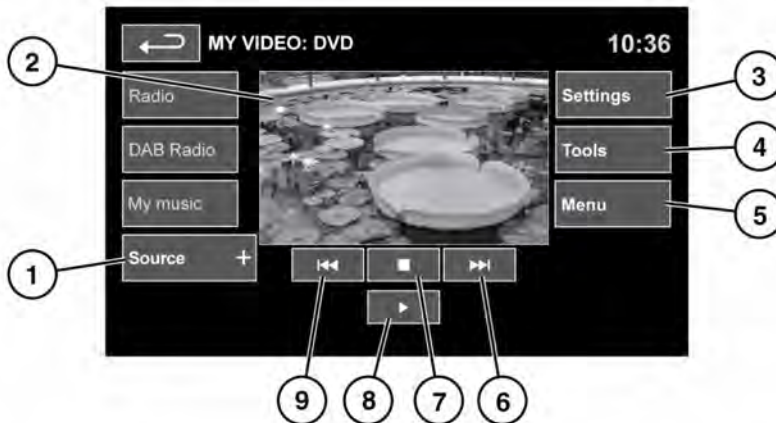 MY VIDEO: DVD
10:36
2
3
Radio
Settings
DAB Radio
Tools
4
My music
Menu
5
1
Source +
9
8
7
6